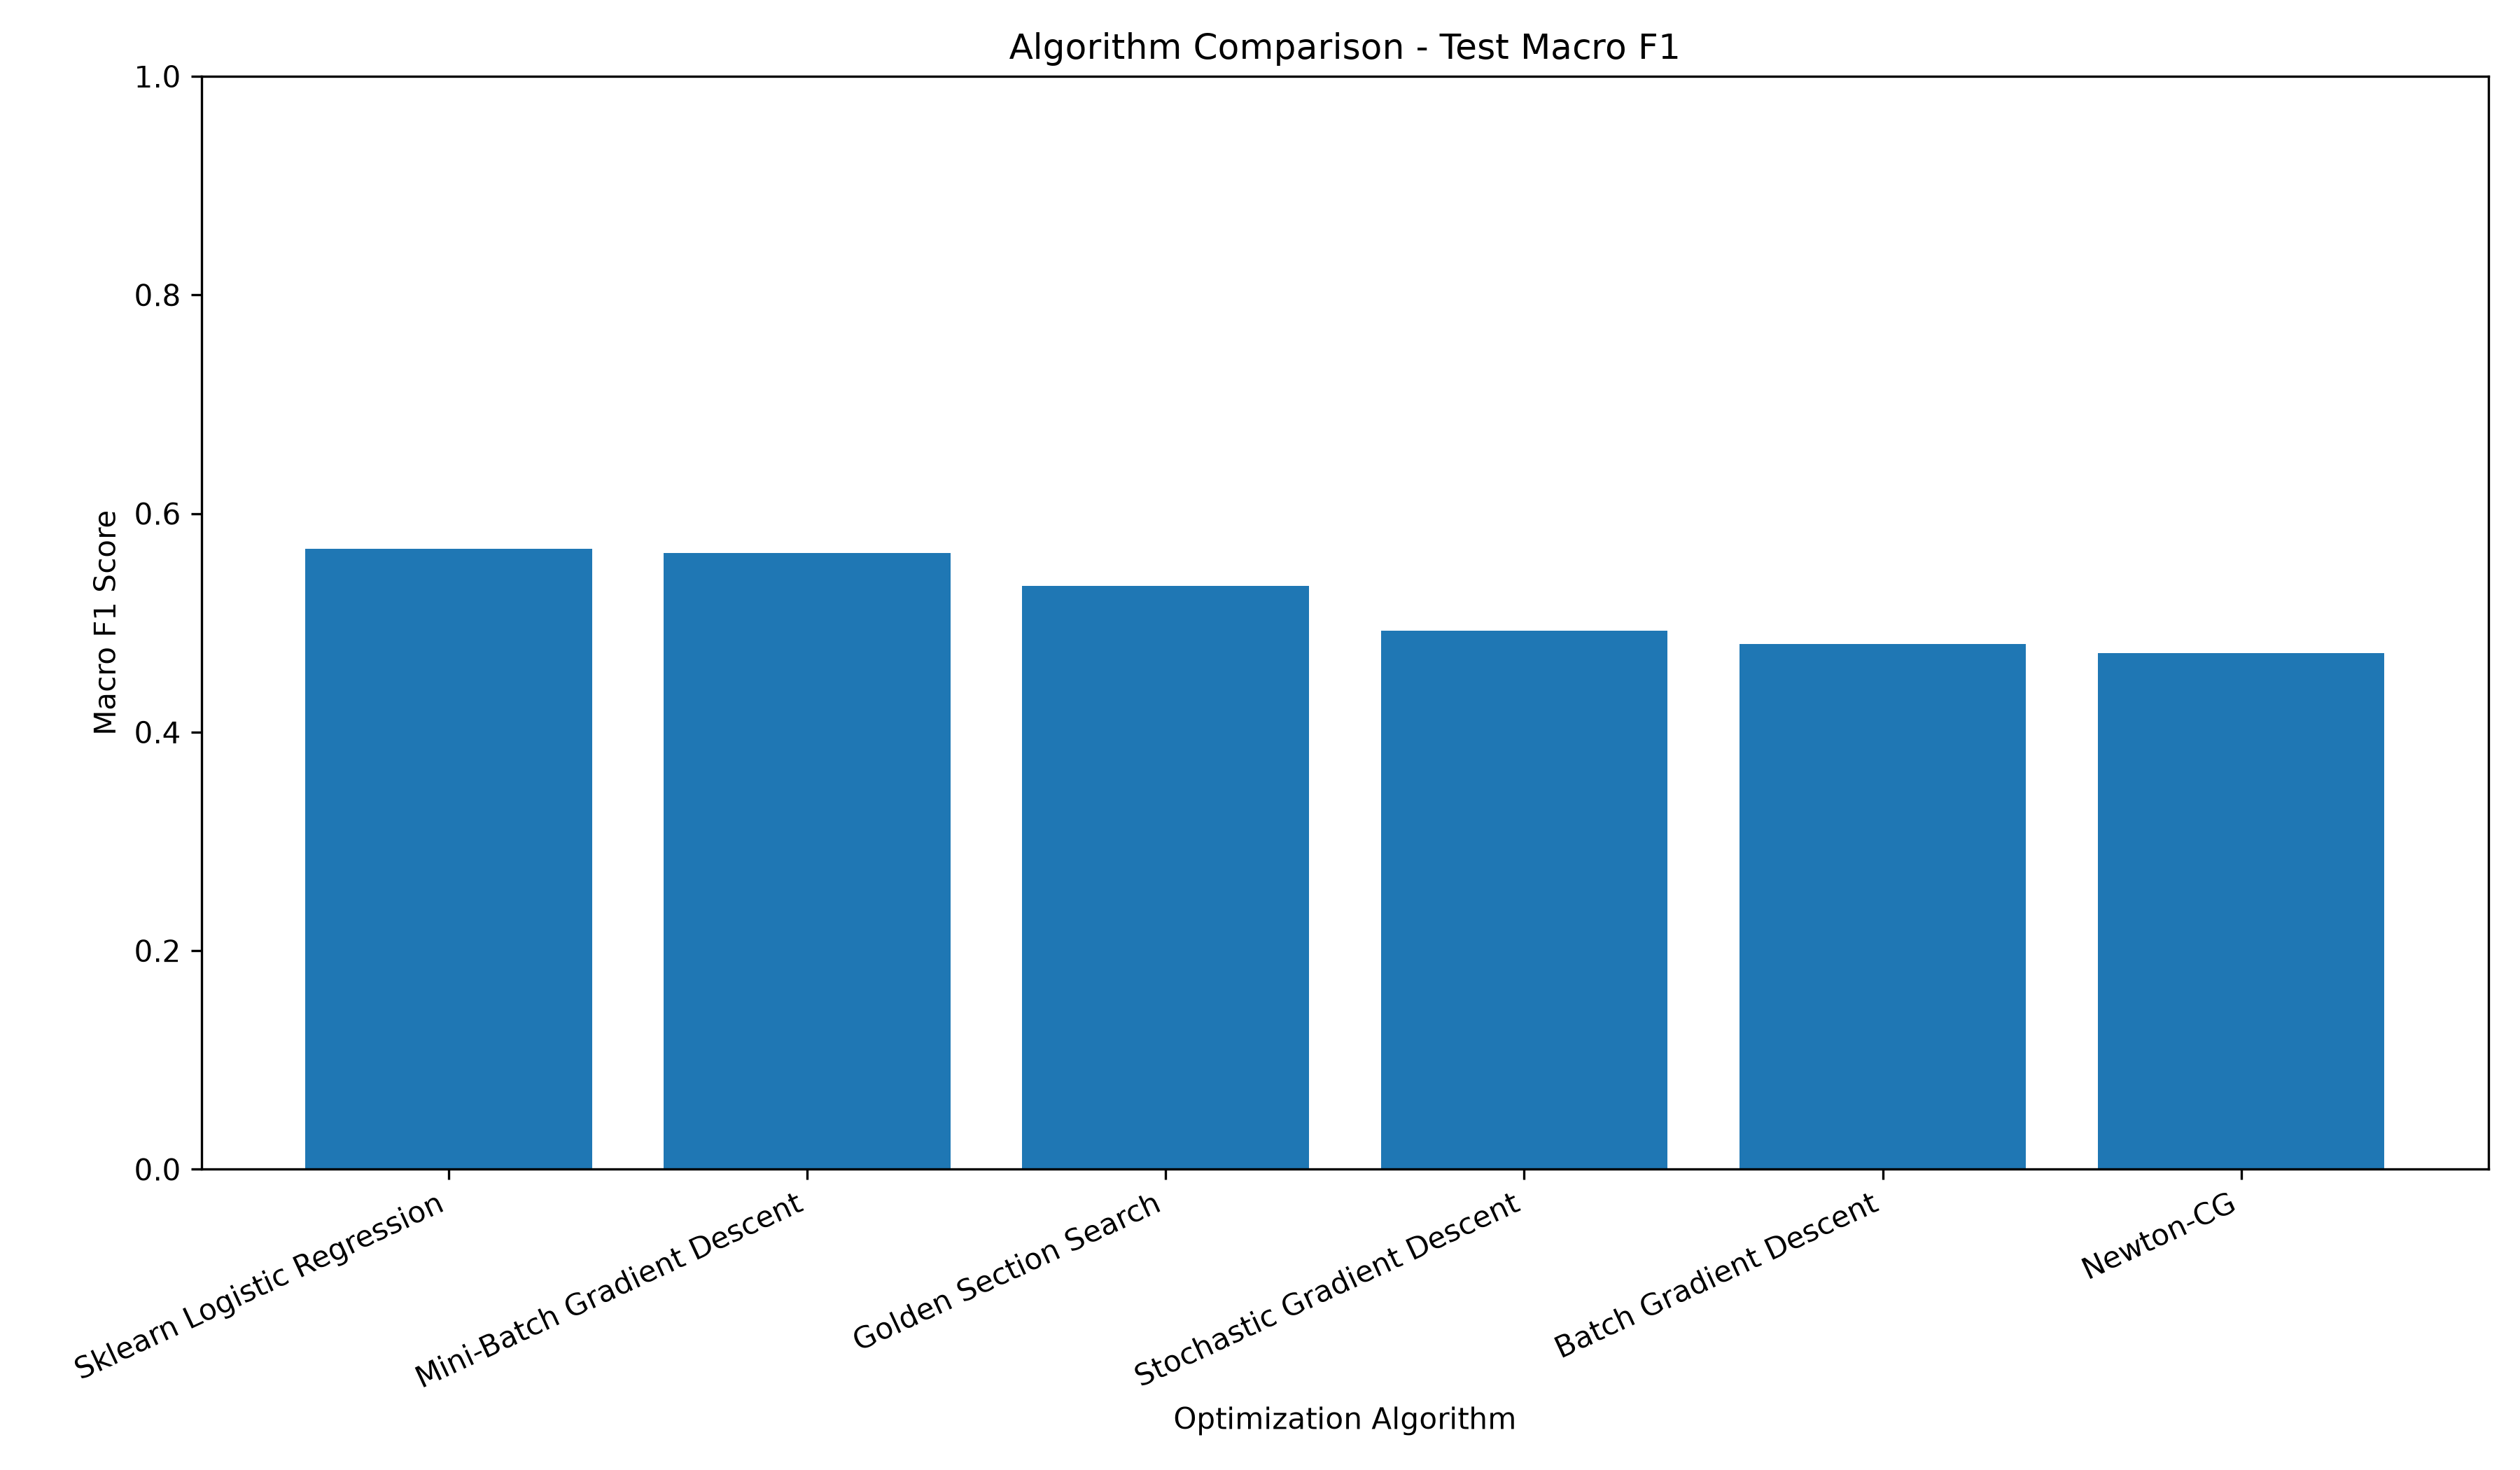 Algorithm Comparison - Test Macro F1
Macro F1 Score
1.0
0.8
0.6
0.4
0.2
0.0
Sklearn Logistic Regression
Mini-Batch Gradient Descent
Golden Section Search
Stochastic Gradient Descent
Batch Gradient Descent
Newton-CG
Optimization Algorithm